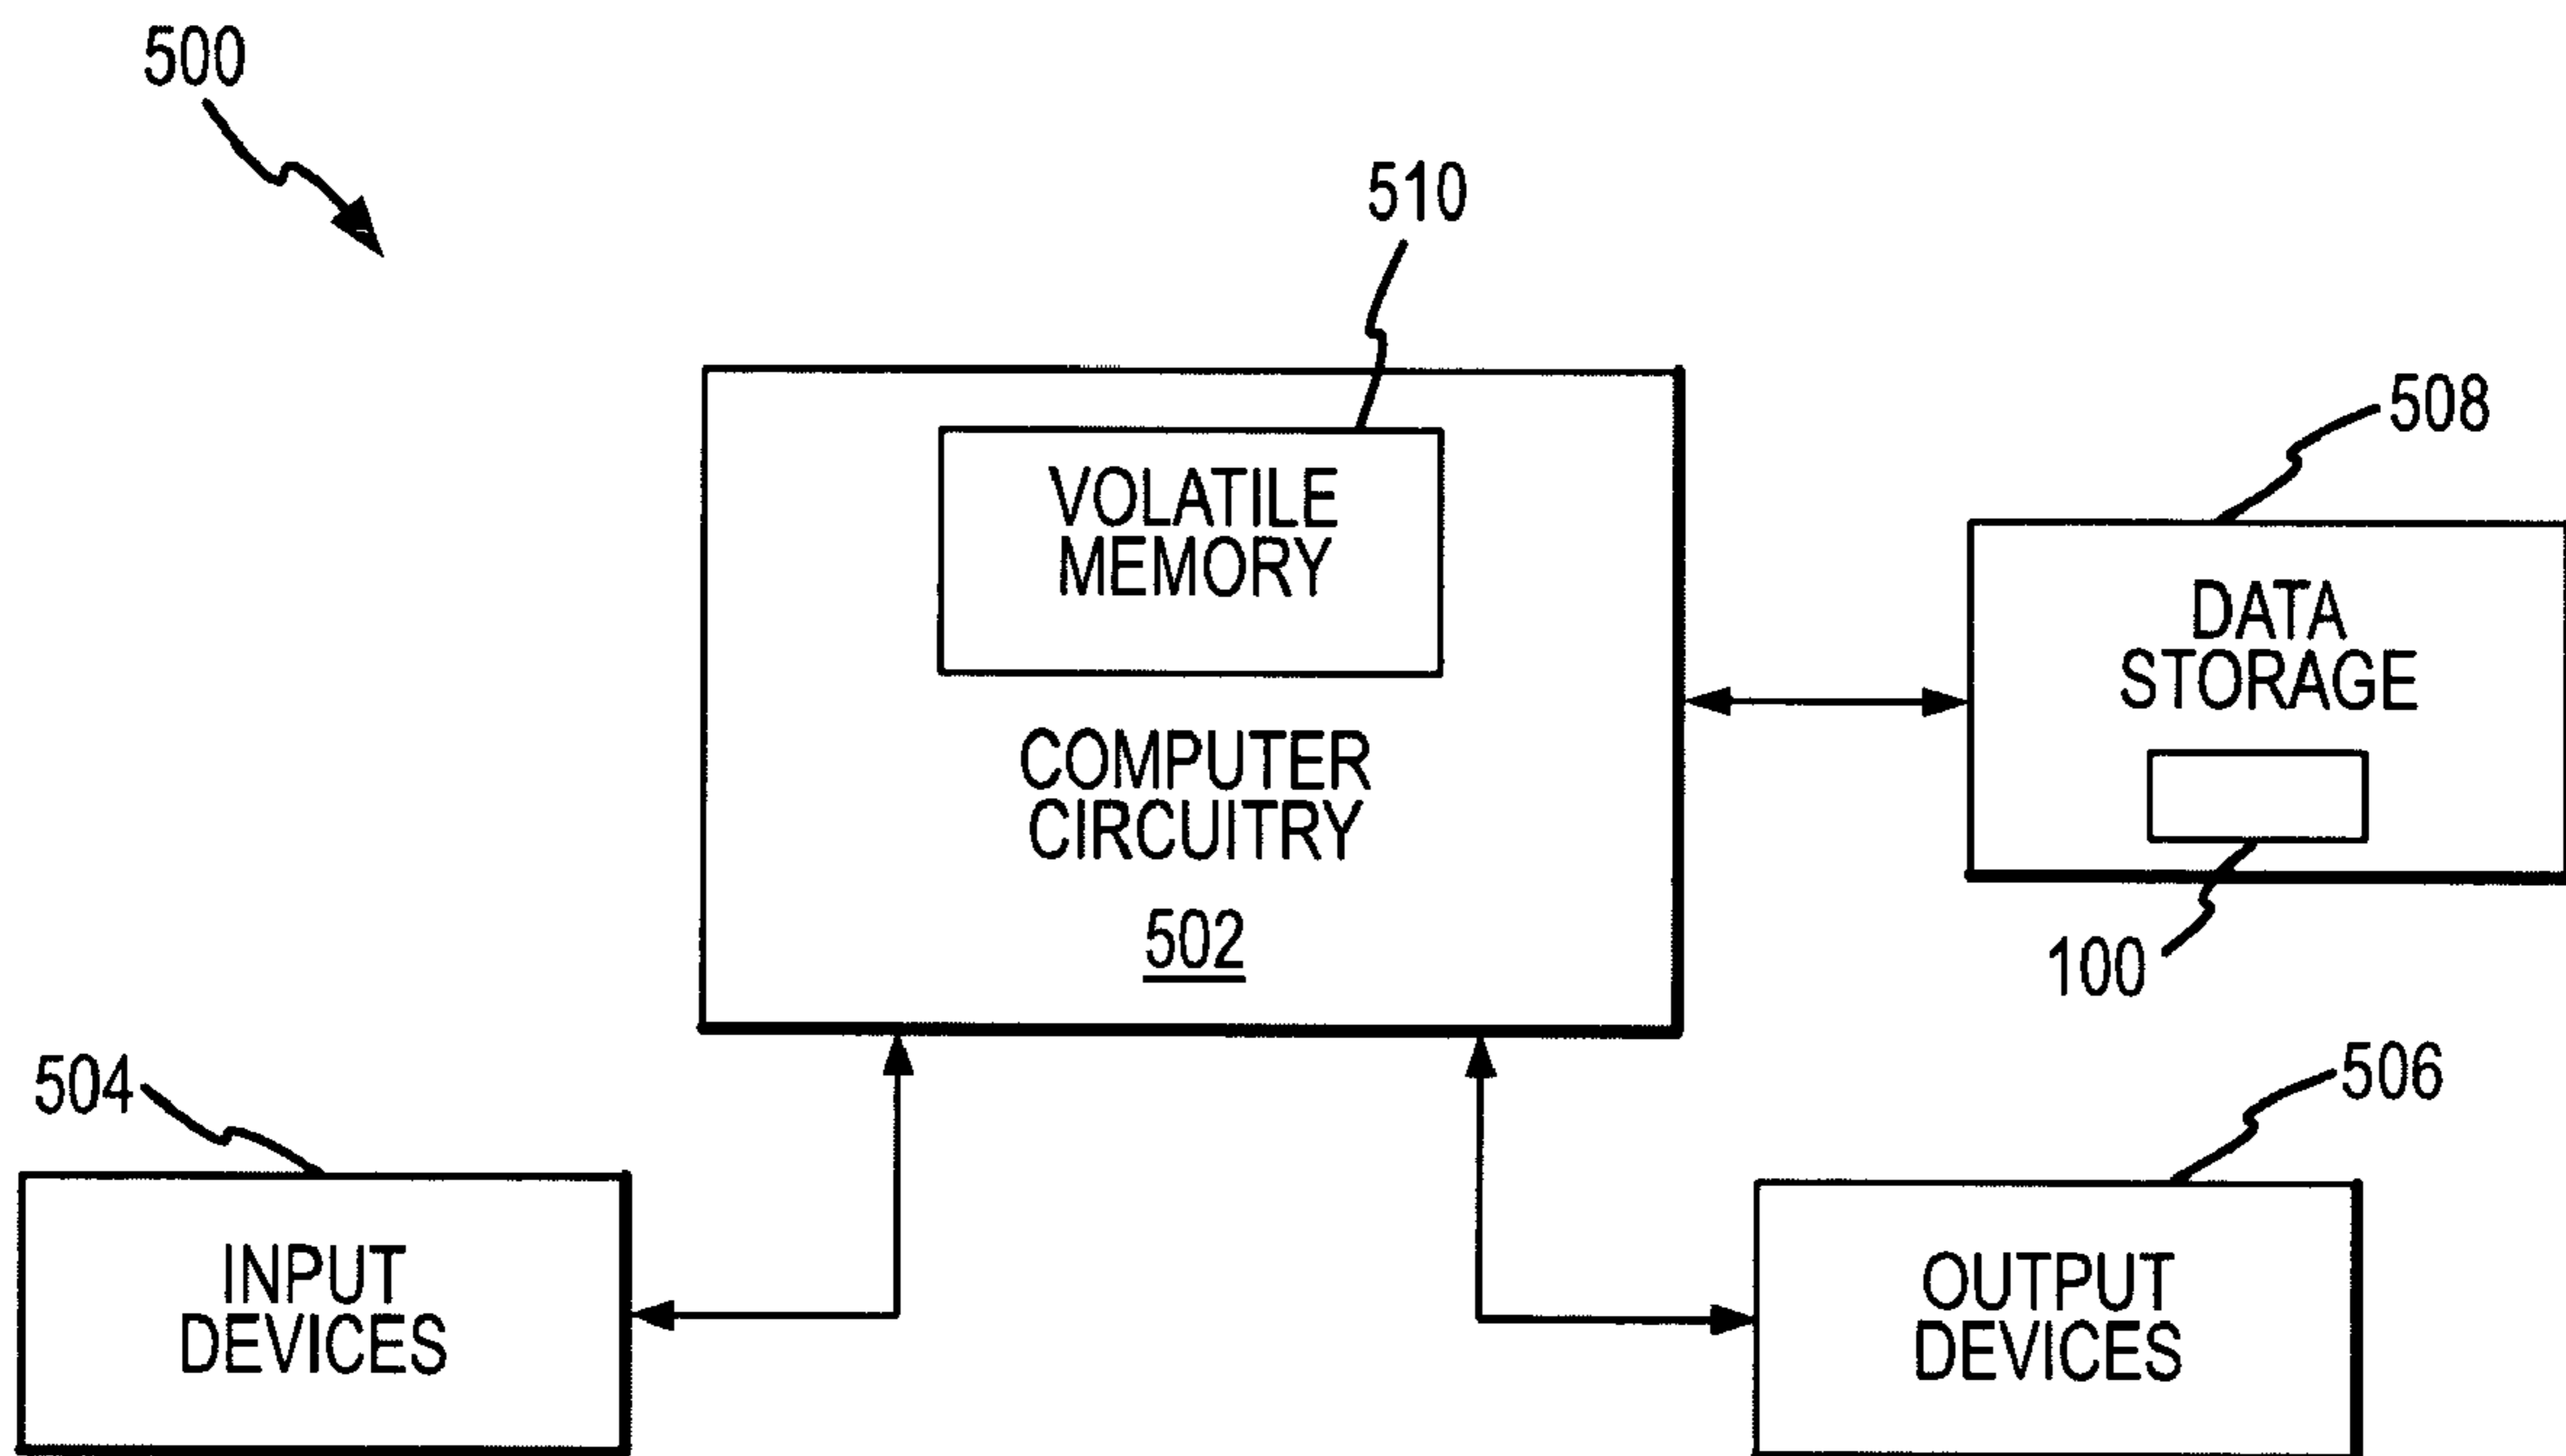 500
510
VOLATILE
MEMORY
508
DATA
STORAGE
COMPUTER
CIRCUITRY
502
100
504
INPUT
DEVICES
506
OUTPUT
DEVICES